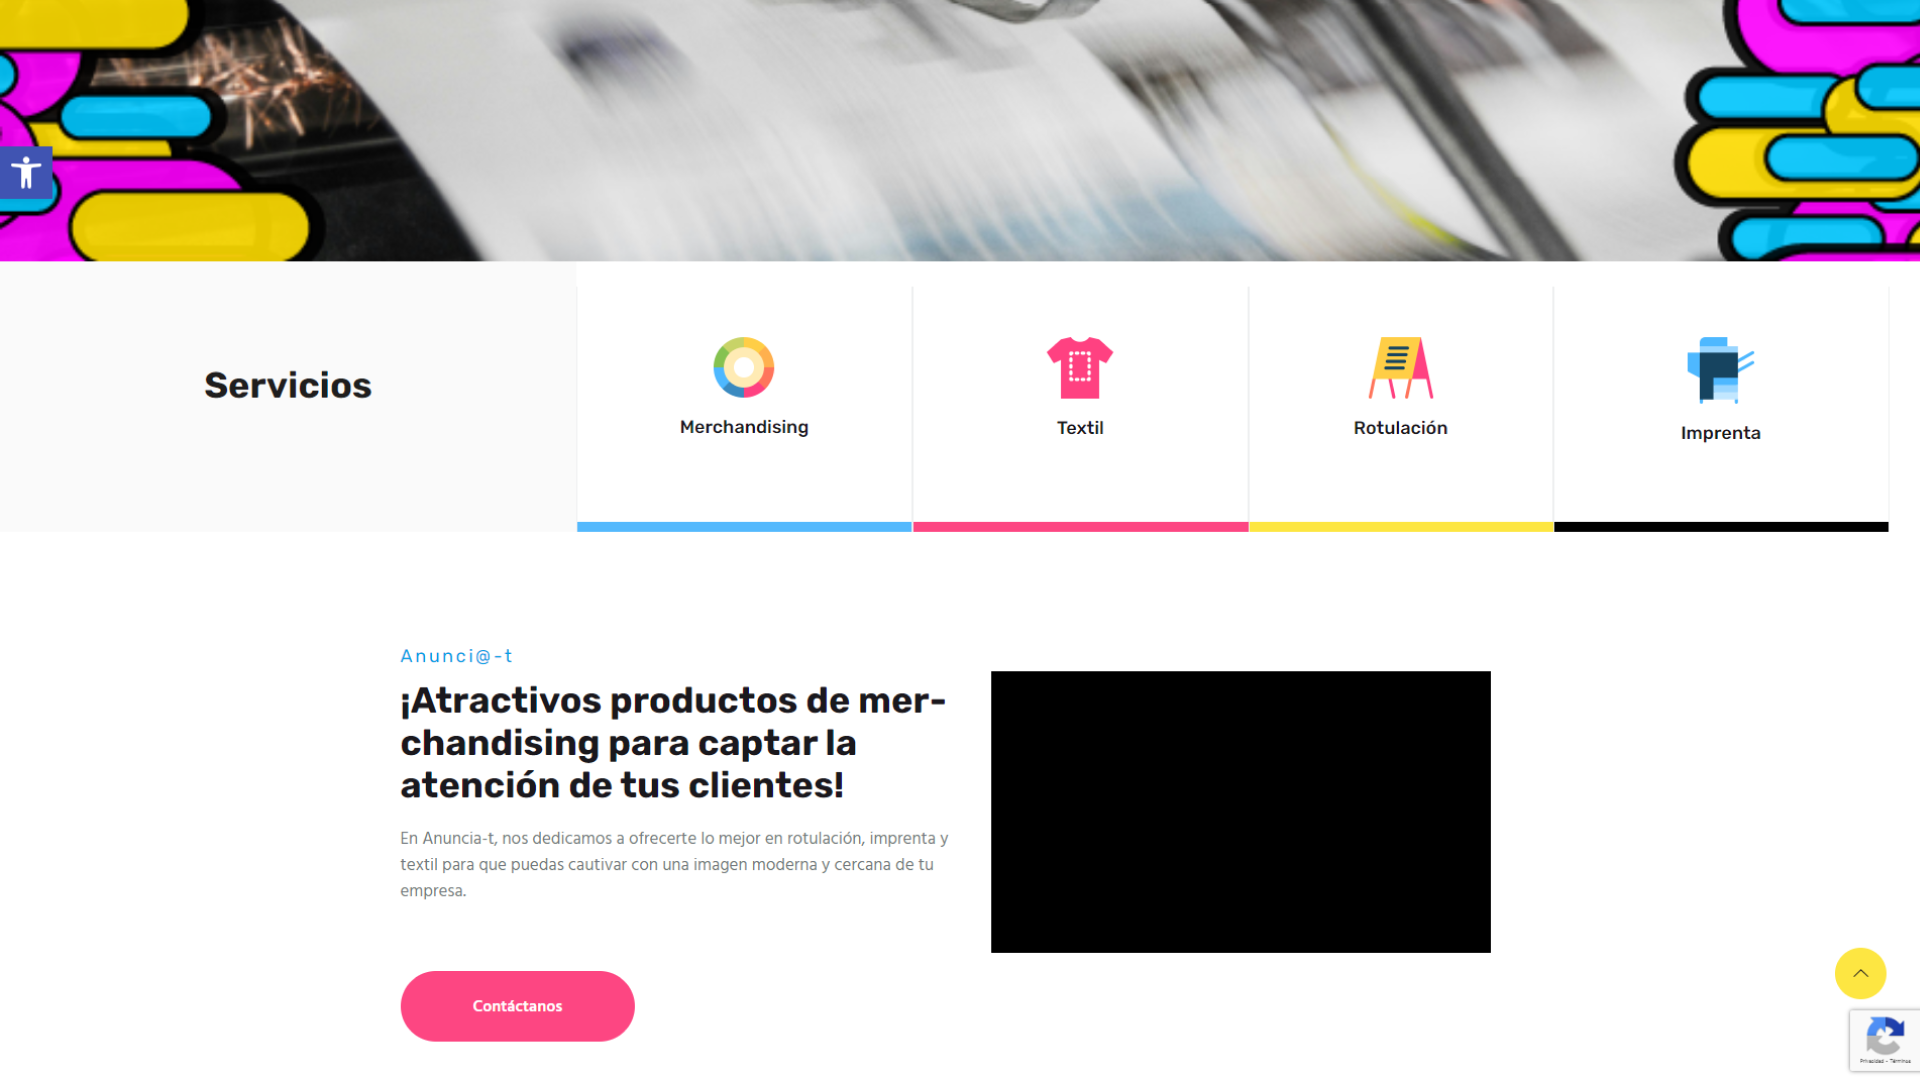 Servicios
Merchandising
Textil
Rotulación
Imprenta
Anunci@-t
¡Atractivos productos de mer-
chandising para captar la
atención de tus clientes!
En Anuncia-t, nos dedicamos a ofrecerte lo mejor en rotulación, imprenta y
textil para que puedas cautivar con una imagen moderna y cercana de tu
empresa.
Contáctanos
Privacidad - Términos